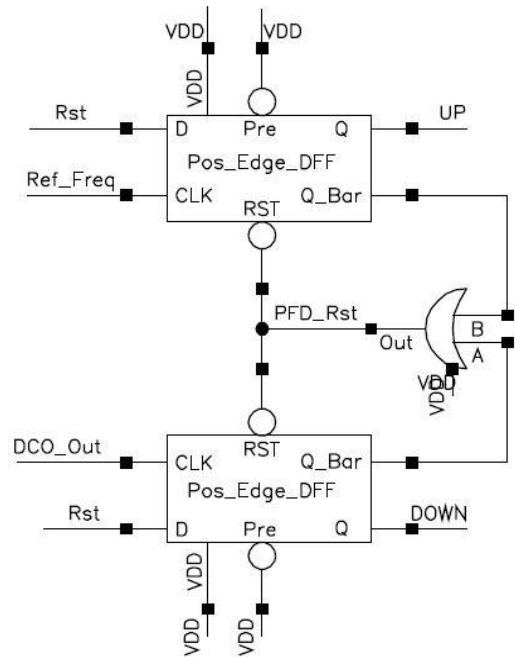 VDD VDD
VDD
Rst D Pre Q UP
Pos_Edge_DFF
Ref_Freq CLK Q_Bar
RST
PFD_Rst B
Out A
VDD
VDD
RST
DCO_Out CLK Q_Bar
Pos_Edge_DFF
Rst D Pre Q DOWN
VDD
VDD VDD